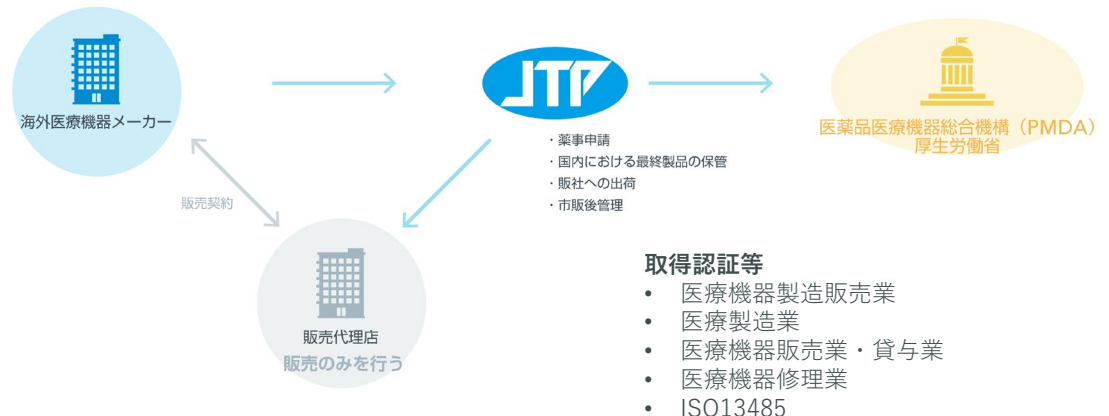 海外医療機器メーカー
JTP
・薬事申請
・国内における最終製品の保管
・販社への出荷
・市販後管理
医薬品医療機器総合機構（PMDA）
厚生労働省
販売契約
販売代理店
販売のみを行う
取得認証等
• 医療機器製造販売業
• 医療製造業
• 医療機器販売業・貸与業
• 医療機器修理業
• ISO13485